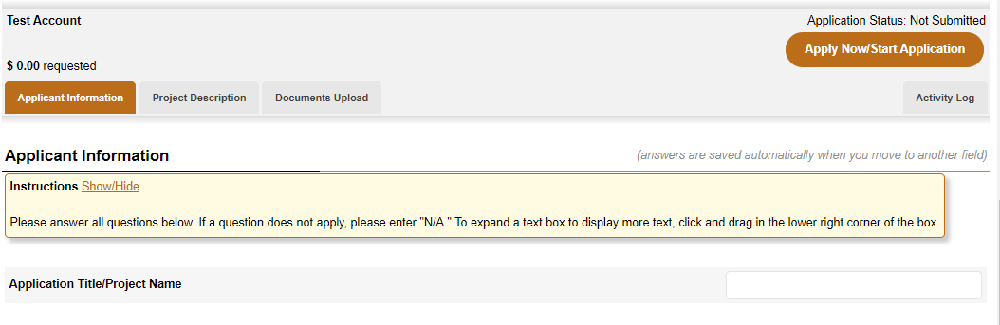 Test Account
Application Status: Not Submitted
Apply Now/Start Application
$ 0.00 requested
Applicant Information
Project Description
Documents Upload
Activity Log
Applicant Information
(answers are saved automatically when you move to another field)
Instructions Show/Hide
Please answer all questions below. If a question does not apply, please enter "N/A." To expand a text box to display more text, click and drag in the lower right corner of the box.
Application Title/Project Name